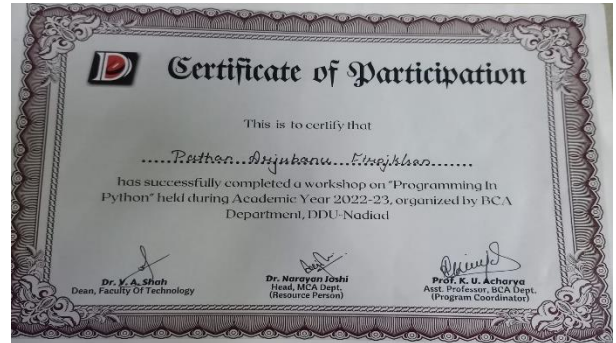 D
Certificate of Participation
This is to certify that
.....Pathan Anjubanu Firojkhan.......
has successfully completed a workshop on "Programming In
Python" held during Academic Year 2022-23, organized by BCA
Department, DDU-Nadiad
Dr. V. A. Shah
Dean, Faculty Of Technology
Dr. Narayan Joshi
Head, MCA Dept.
(Resource Person)
Prof. K. U. Acharya
Asst. Professor, BCA Dept.
(Program Coordinator)